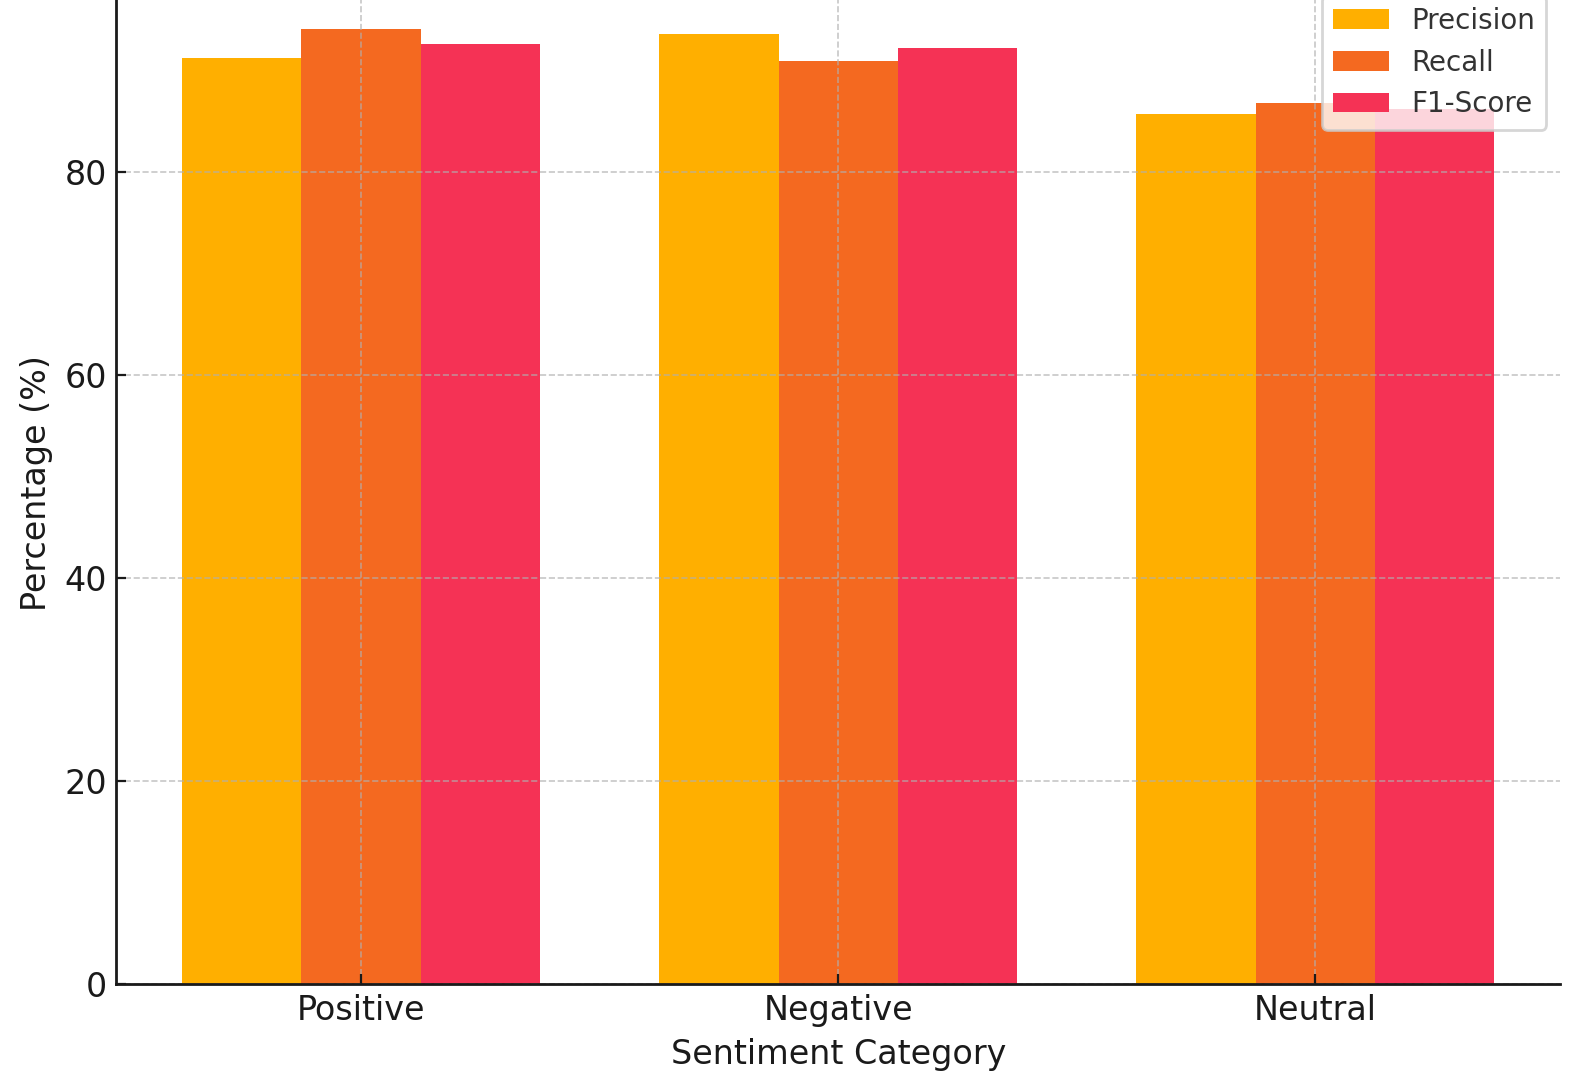 Precision
Recall
F1-Score
80
60
40
20
0
Percentage (%)
Positive
Negative
Neutral
Sentiment Category